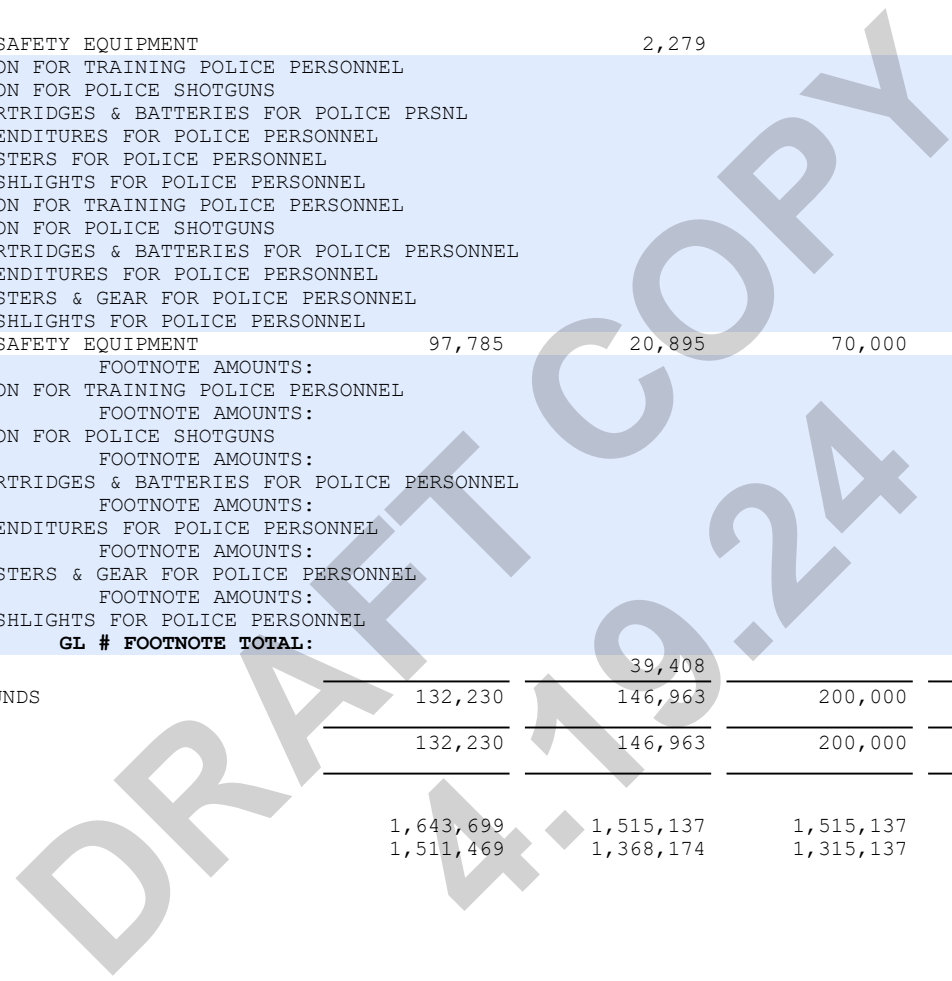 SAFETY EQUIPMENT 2,279
ON FOR TRAINING POLICE PERSONNEL
ON FOR POLICE SHOTGUNS
RTRIDGES & BATTERIES FOR POLICE PRSNL
ENDITURES FOR POLICE PERSONNEL
STERS FOR POLICE PERSONNEL
SHLIGHTS FOR POLICE PERSONNEL
ON FOR TRAINING POLICE PERSONNEL
ON FOR POLICE SHOTGUNS
RTRIDGES & BATTERIES FOR POLICE PERSONNEL
ENDITURES FOR POLICE PERSONNEL
STERS & GEAR FOR POLICE PERSONNEL
SHLIGHTS FOR POLICE PERSONNEL
SAFETY EQUIPMENT 97,785 20,895 70,000
FOOTNOTE AMOUNTS:
ON FOR TRAINING POLICE PERSONNEL
FOOTNOTE AMOUNTS:
ON FOR POLICE SHOTGUNS
FOOTNOTE AMOUNTS:
RTRIDGES & BATTERIES FOR POLICE PERSONNEL
FOOTNOTE AMOUNTS:
ENDITURES FOR POLICE PERSONNEL
FOOTNOTE AMOUNTS:
STERS & GEAR FOR POLICE PERSONNEL
FOOTNOTE AMOUNTS:
SHLIGHTS FOR POLICE PERSONNEL
GL # FOOTNOTE TOTAL:
39,408
UNDS 132,230 146,963 200,000
132,230 146,963 200,000
1,643,699 1,515,137 1,515,137
1,511,469 1,368,174 1,315,137
DRAFT COPY
4.19.24